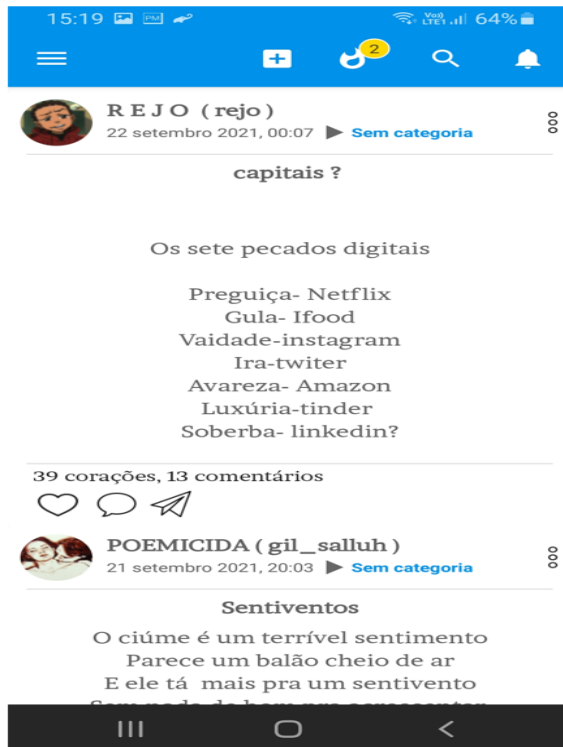 15:19 64%
2
R E J O ( rejo )
22 setembro 2021, 00:07 Sem categoria
capitais ?
Os sete pecados digitais
Preguiça- Netflix
Gula- Ifood
Vaidade-instagram
Ira-twiter
Avareza- Amazon
Luxúria-tinder
Soberba- linkedin?
39 corações, 13 comentários
POEMICIDA ( gil_salluh )
21 setembro 2021, 20:03 Sem categoria
Sentiventos
O ciúme é um terrível sentimento
Parece um balão cheio de ar
E ele tá mais pra um sentivento